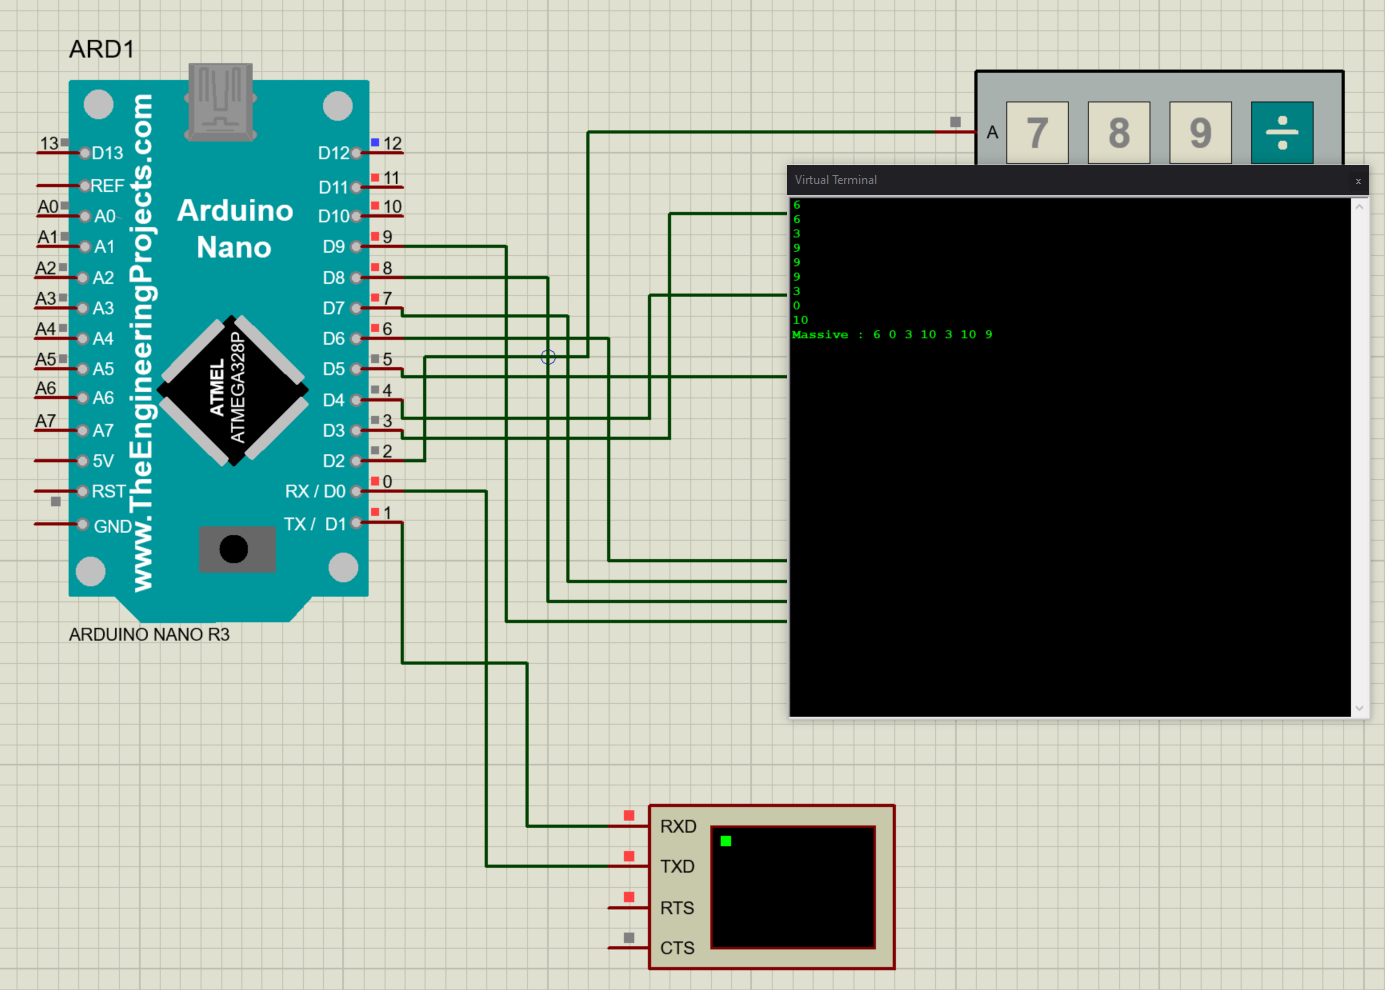 ARD1
www.TheEngineeringProjects.com
Arduino
Nano
ATMEL
ATMEGA328P
13
D13
REF
A0
A0
A1
A1
A2
A2
A3
A3
A4
A4
A5
A5
A6
A6
A7
A7
5V
RST
GND
D12
12
D11
11
D10
10
D9
9
D8
8
D7
7
D6
6
D5
5
D4
4
D3
3
D2
2
RX / D0
0
TX / D1
1
ARDUINO NANO R3
A
7 8 9 ÷
Virtual Terminal x
6
6
3
9
9
9
3
0
10
Massive : 6 0 3 10 3 10 9
RXD
TXD
RTS
CTS